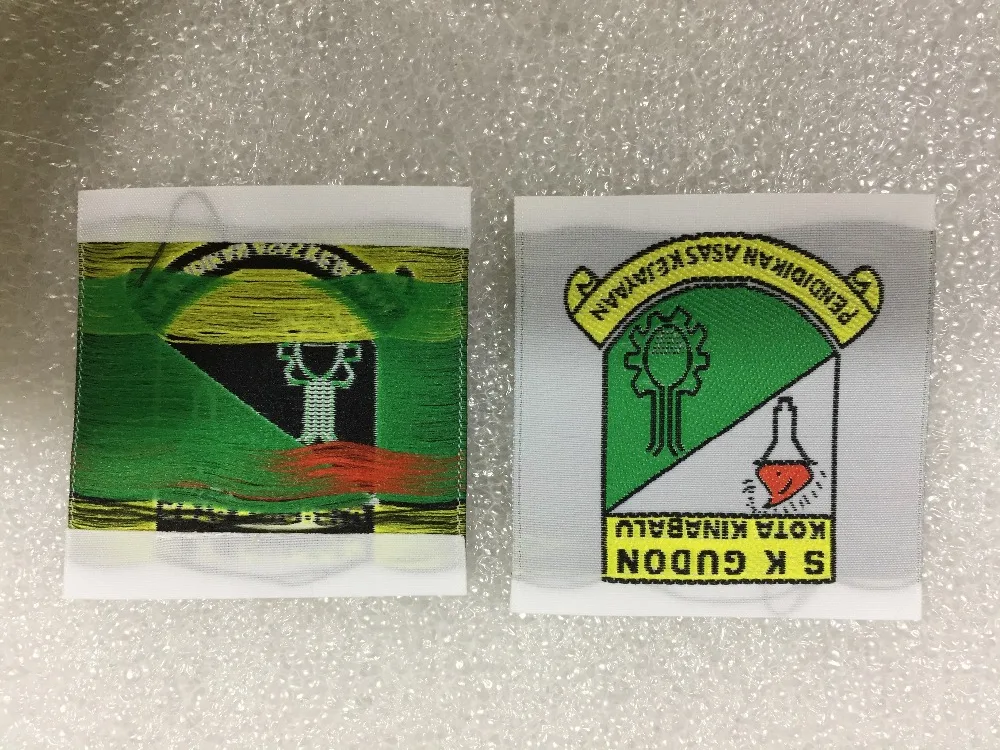 S K GUDON
KOTA KINABALU
PENDIDIKAN ASAS KEJAYAAN